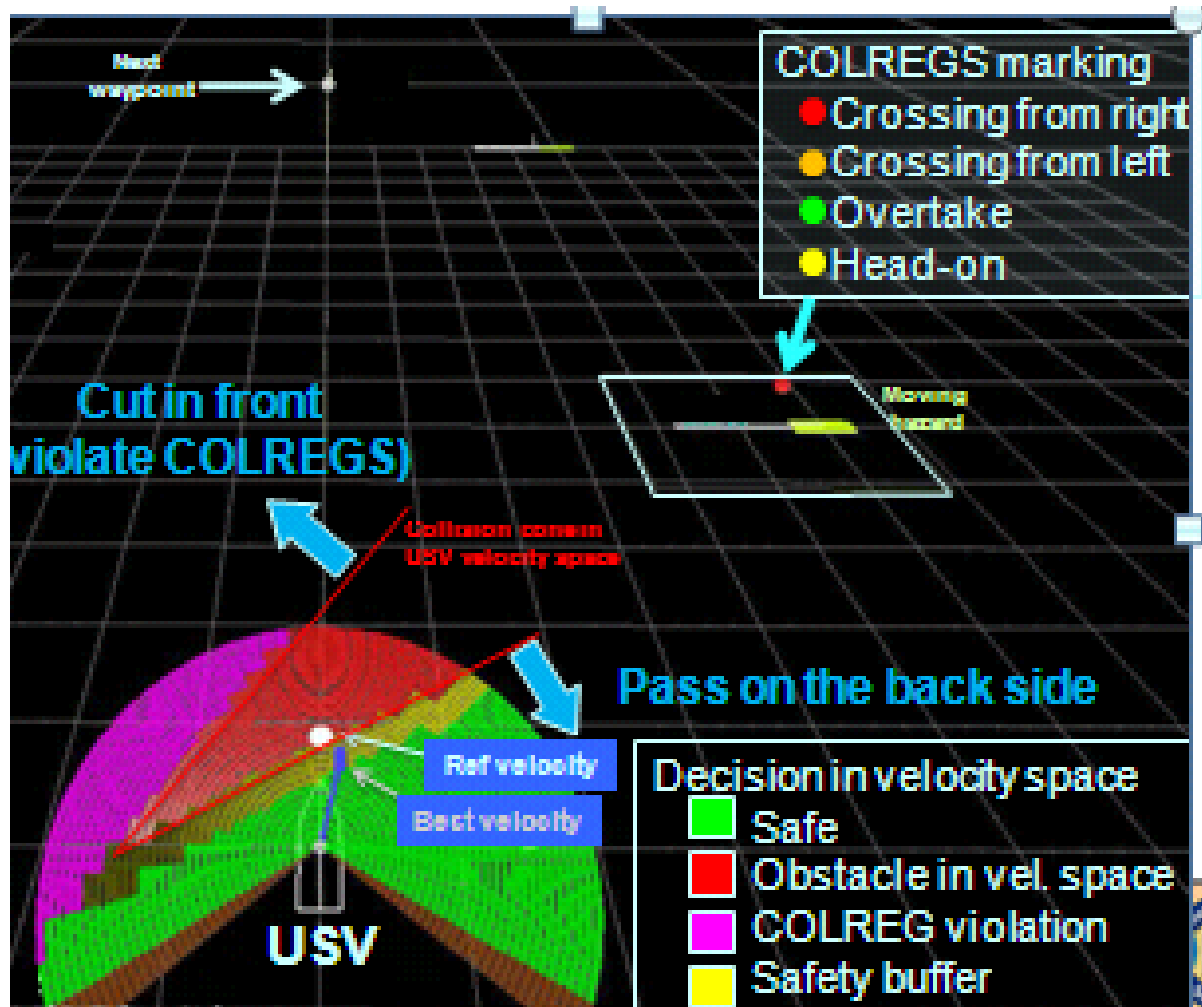 Next
waypoint
COLREGS marking
Crossing from right
Crossing from left
Overtake
Head-on
Moving
hazard
Cut in front
violate COLREGS)
Collision cone in
USV velocity space
Pass on the back side
Ref velocity
Best velocity
USV
Decision in velocity space
Safe
Obstacle in vel. space
COLREG violation
Safety buffer